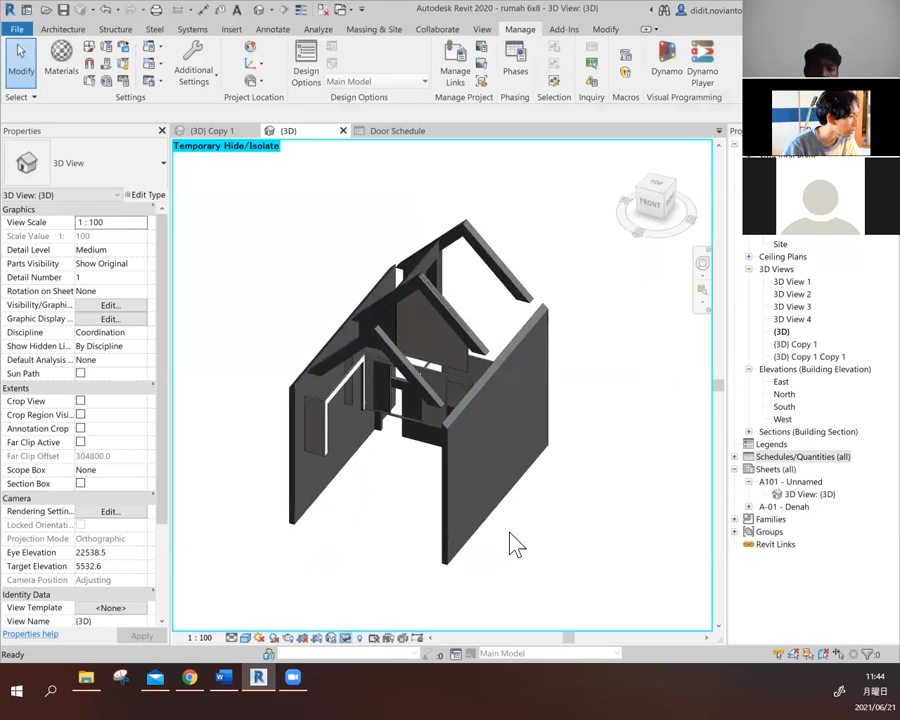 Autodesk Revit 2020 - rumah 6x8 - 3D View: {3D}
didit.novianto
File
Architecture
Structure
Steel
Systems
Insert
Annotate
Analyze
Massing & Site
Collaborate
View
Manage
Add-Ins
Modify
Modify
Materials
Additional
Settings
Design
Options
Main Model
Manage
Links
Phases
Dynamo
Dynamo
Player
Select
Settings
Project Location
Design Options
Manage Project
Phasing
Selection
Inquiry
Macros
Visual Programming
Properties
(3D) Copy 1
{3D}
Door Schedule
Temporary Hide/Isolate
3D View
3D View: {3D}
Edit Type
Graphics
View Scale
1 : 100
Scale Value 1:
100
Detail Level
Medium
Parts Visibility
Show Original
Detail Number
1
Rotation on Sheet
None
Visibility/Graphi...
Edit...
Graphic Display ...
Edit...
Discipline
Coordination
Show Hidden Li...
By Discipline
Default Analysis ...
None
Sun Path
Extents
Crop View
Crop Region Visi...
Annotation Crop
Far Clip Active
Far Clip Offset
304800.0
Scope Box
None
Section Box
Camera
Rendering Settin...
Edit...
Locked Orientati...
Projection Mode
Orthographic
Eye Elevation
22538.5
Target Elevation
5532.6
Camera Position
Adjusting
Identity Data
View Template
<None>
View Name
{3D}
Properties help
Apply
TOP
FRONT
Site
Ceiling Plans
3D Views
3D View 1
3D View 2
3D View 3
3D View 4
{3D}
{3D} Copy 1
{3D} Copy 1 Copy 1
Elevations (Building Elevation)
East
North
South
West
Sections (Building Section)
Legends
Schedules/Quantities (all)
Sheets (all)
A101 - Unnamed
3D View: {3D}
A-01 - Denah
Families
Groups
Revit Links
1 : 100
Ready
:0
Main Model
:0
11:44
月曜日
2021/06/21